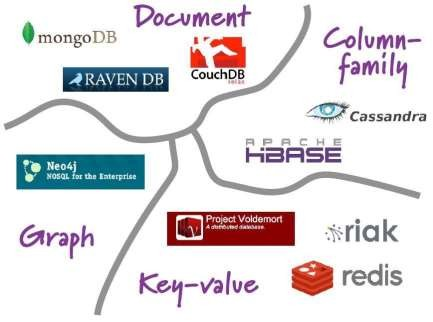 Document
mongoDB
RAVEN DB
CouchDB
relax
Column-
family
Cassandra
APACHE
HBASE
Neo4j
NOSQL for the Enterprise
Graph
Project Voldemort
A distributed database.
riak
redis
Key-value